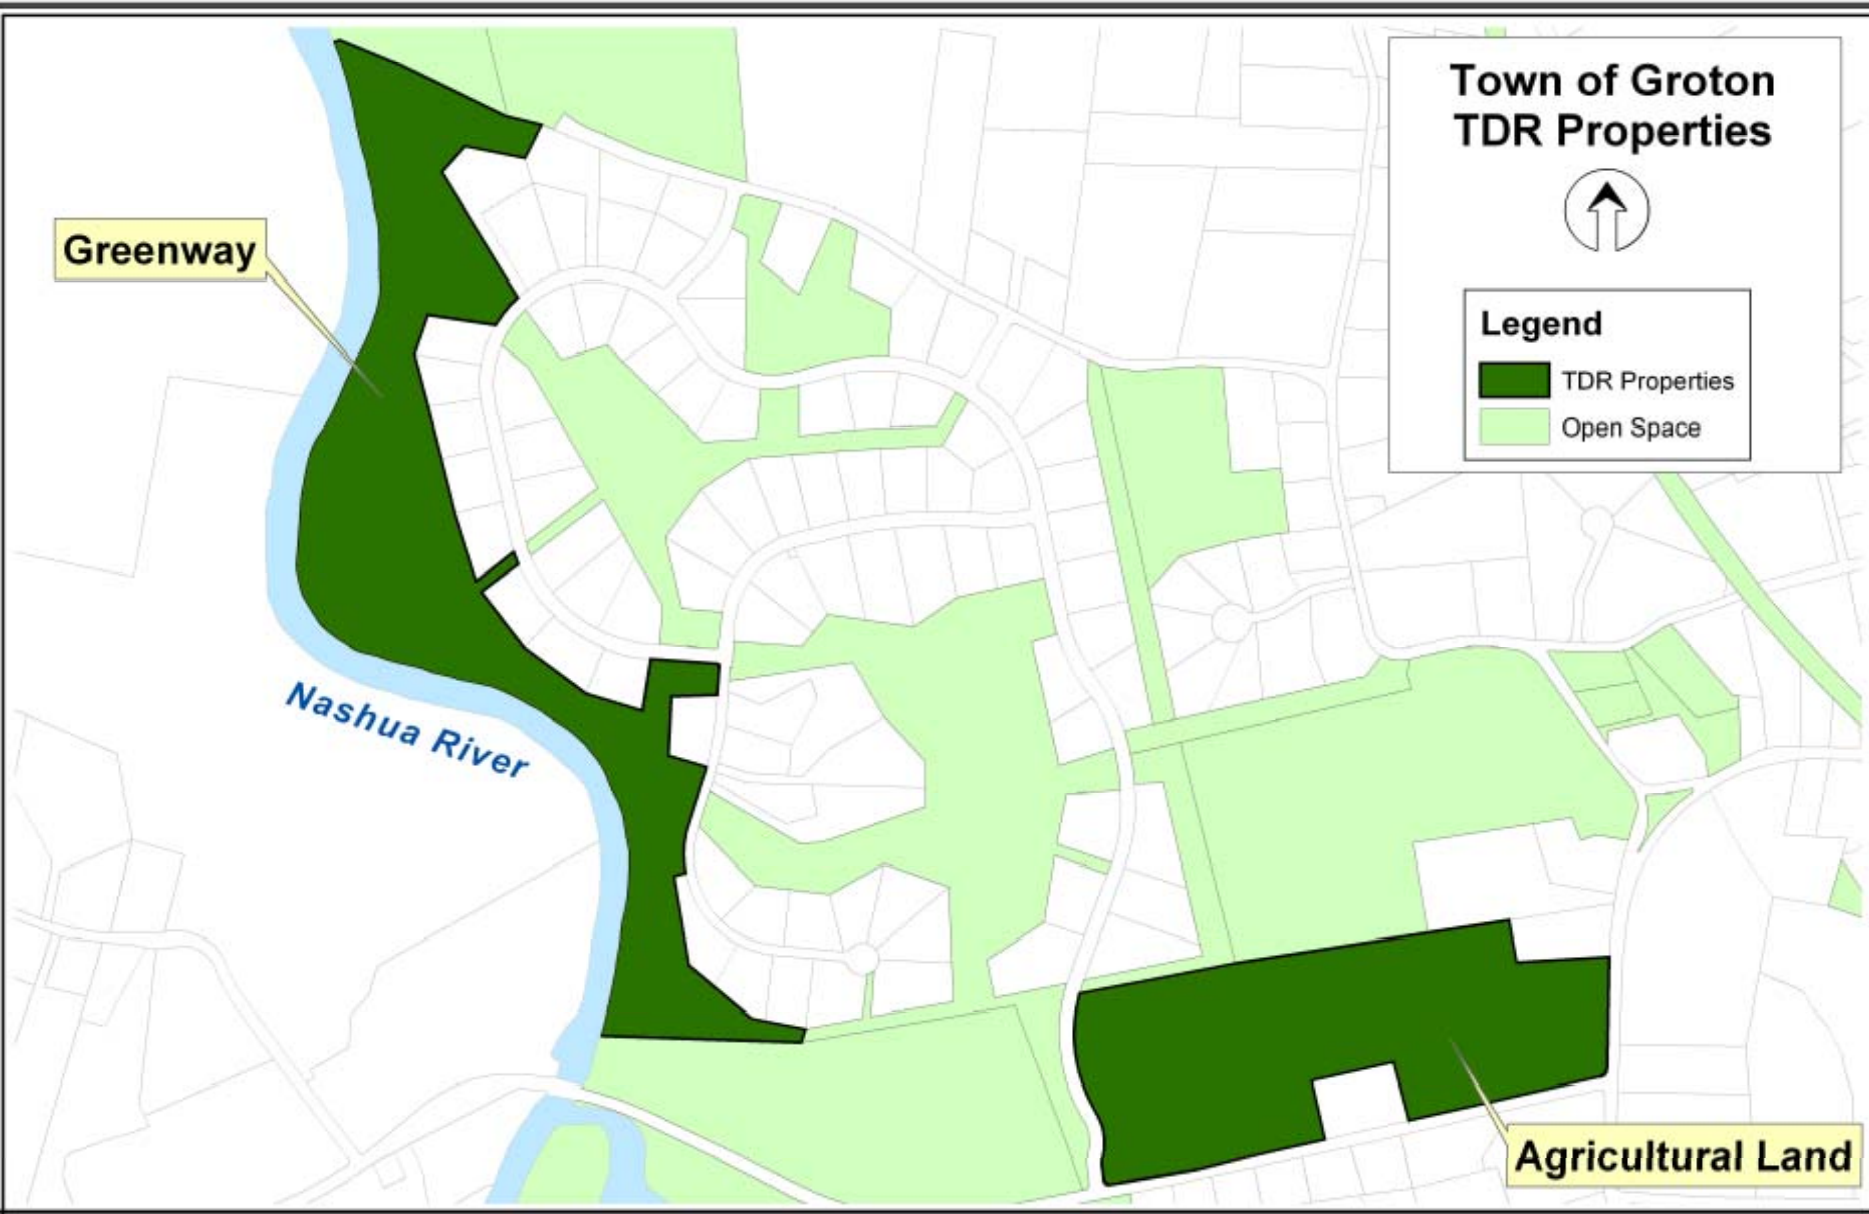 Town of Groton
TDR Properties
Greenway
Legend
TDR Properties
Open Space
Nashua River
Agricultural Land